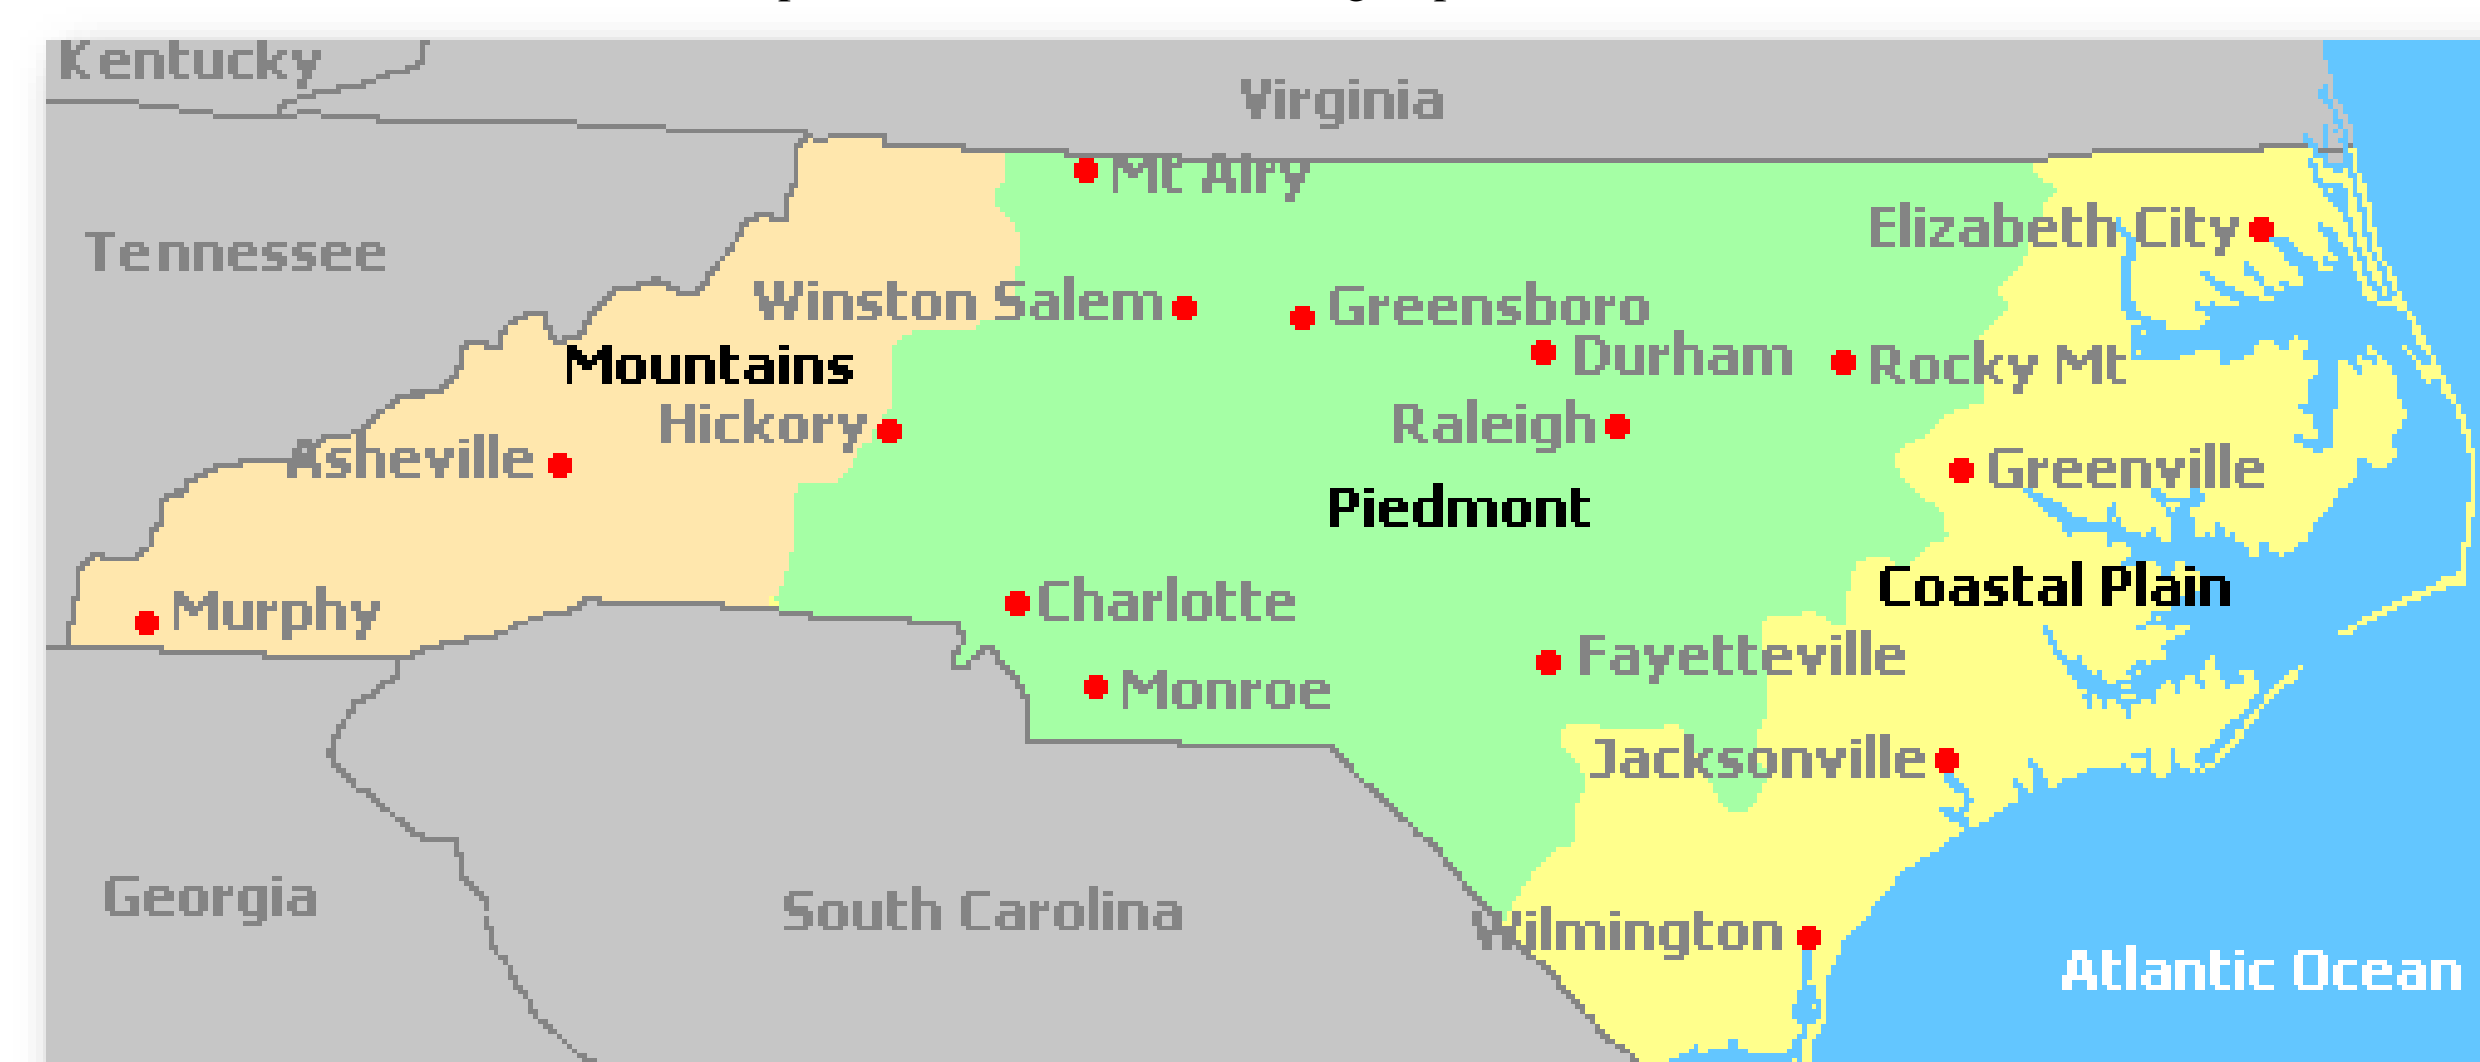 Kentucky
Virginia
Mt Airy
Tennessee
Elizabeth City
Winston Salem
Greensboro
Durham
Rocky Mt
Mountains
Hickory
Raleigh
Asheville
Greenville
Piedmont
Coastal Plain
Murphy
Charlotte
Fayetteville
Monroe
Jacksonville
Georgia
South Carolina
Wilmington
Atlantic Ocean